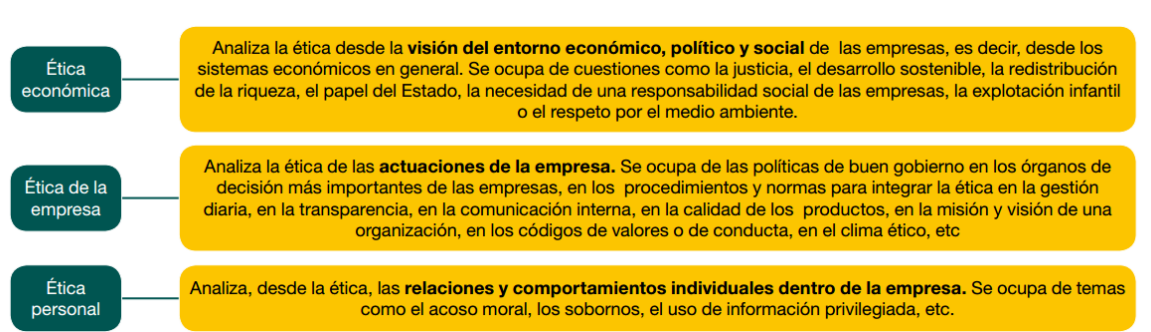 Ética
económica
Analiza la ética desde la visión del entorno económico, político y social de las empresas, es decir, desde los
sistemas económicos en general. Se ocupa de cuestiones como la justicia, el desarrollo sostenible, la redistribución
de la riqueza, el papel del Estado, la necesidad de una responsabilidad social de las empresas, la explotación infantil
o el respeto por el medio ambiente.
Ética de la
empresa
Analiza la ética de las actuaciones de la empresa. Se ocupa de las políticas de buen gobierno en los órganos de
decisión más importantes de las empresas, en los procedimientos y normas para integrar la ética en la gestión
diaria, en la transparencia, en la comunicación interna, en la calidad de los productos, en la misión y visión de una
organización, en los códigos de valores o de conducta, en el clima ético, etc
Ética
personal
Analiza, desde la ética, las relaciones y comportamientos individuales dentro de la empresa. Se ocupa de temas
como el acoso moral, los sobornos, el uso de información privilegiada, etc.